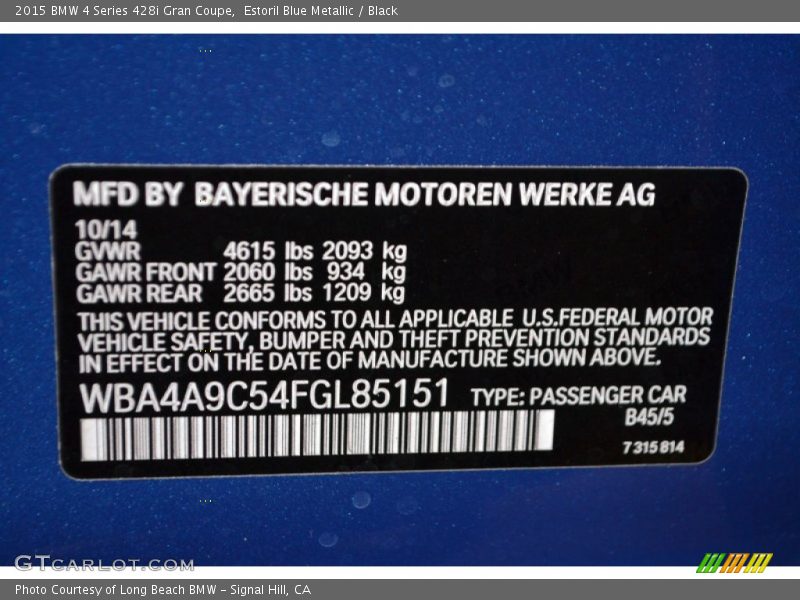 2015 BMW 4 Series 428i Gran Coupe, Estoril Blue Metallic / Black
MFD BY BAYERISCHE MOTOREN WERKE AG
10/14
GVWR 4615 lbs 2093 kg
GAWR FRONT 2060 lbs 934 kg
GAWR REAR 2665 lbs 1209 kg
THIS VEHICLE CONFORMS TO ALL APPLICABLE U.S.FEDERAL MOTOR
VEHICLE SAFETY, BUMPER AND THEFT PREVENTION STANDARDS
IN EFFECT ON THE DATE OF MANUFACTURE SHOWN ABOVE.
WBA4A9C54FGL85151 TYPE: PASSENGER CAR
B45/5
7315814
GTCARLOT.COM
Photo Courtesy of Long Beach BMW - Signal Hill, CA